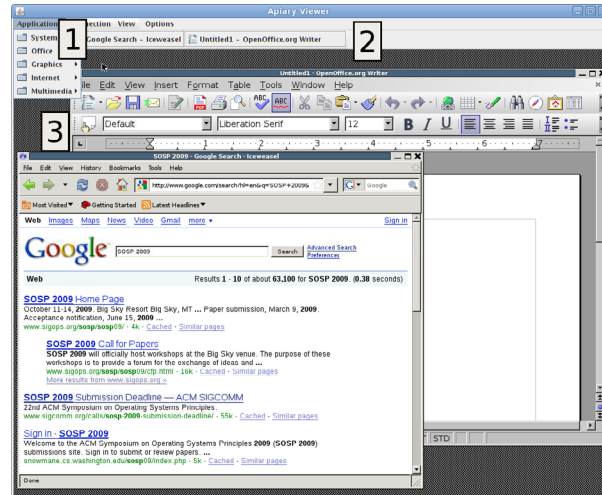 Apiary Viewer
Application Connection View Options
System
Office
Graphics
Internet
Multimedia
1
Google Search - Iceweasel
Untitled1 - OpenOffice.org Writer
2
3
Untitled1 - OpenOffice.org Writer
File Edit View Insert Format Table Tools Window Help
ABC
ABC
Default
Liberation Serif
12
B I U
1 2 3 4 5 6 7
SOSP 2009 - Google Search - Iceweasel
File Edit View History Bookmarks Tools Help
http://www.google.com/search?hl=en&q=SOSP+2009&
G
Google
Most Visited
Getting Started
Latest Headlines
Web Images Maps News Video Gmail more
Sign in
Google
SOSP 2009
Search
Advanced Search
Preferences
Web
Results 1 - 10 of about 63,100 for SOSP 2009. (0.38 seconds)
SOSP 2009 Home Page
October 11-14, 2009. Big Sky Resort Big Sky, MT ... Paper submission, March 9, 2009.
Acceptance notification, June 15, 2009 ...
www.sigops.org/sosp/sosp09/ - 4k - Cached - Similar pages
SOSP 2009 Call for Papers
SOSP 2009 will officially host workshops at the Big Sky venue. The purpose of these
workshops is to provide a forum for the exchange of ideas and ...
www.sigops.org/sosp/sosp09/cfp.html - 16k - Cached - Similar pages
More results from www.sigops.org »
SOSP 2009 Submission Deadline — ACM SIGCOMM
22nd ACM Symposium on Operating Systems Principles.
www.sigcomm.org/calls/sosp-2009-submission-deadline/ - 55k - Cached - Similar pages
Sign in - SOSP 2009
Welcome to the ACM Symposium on Operating Systems Principles 2009 (SOSP 2009)
submissions site. Sign in to submit or review papers. ...
snowmane.cs.washington.edu/sosp09/index.php - 5k - Cached - Similar pages
Done
STD